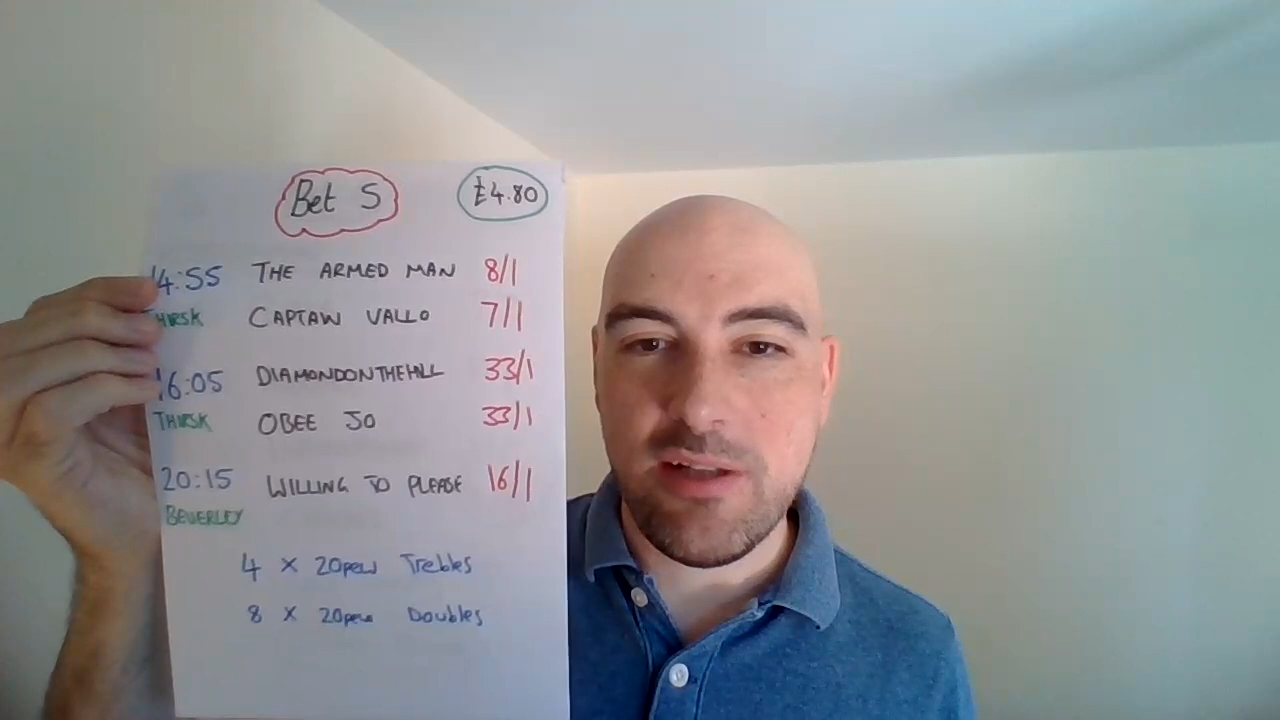 Bet 5 £4.80
14:55 THE ARMED MAN 8/1
THIRSK CAPTAIN VALLO 7/1
16:05 DIAMONDONTHEHILL 33/1
THIRSK OBEE JO 33/1
20:15 WILLING TO PLEASE 16/1
BEVERLEY
4 x 20pew Trebles
8 x 20pew Doubles